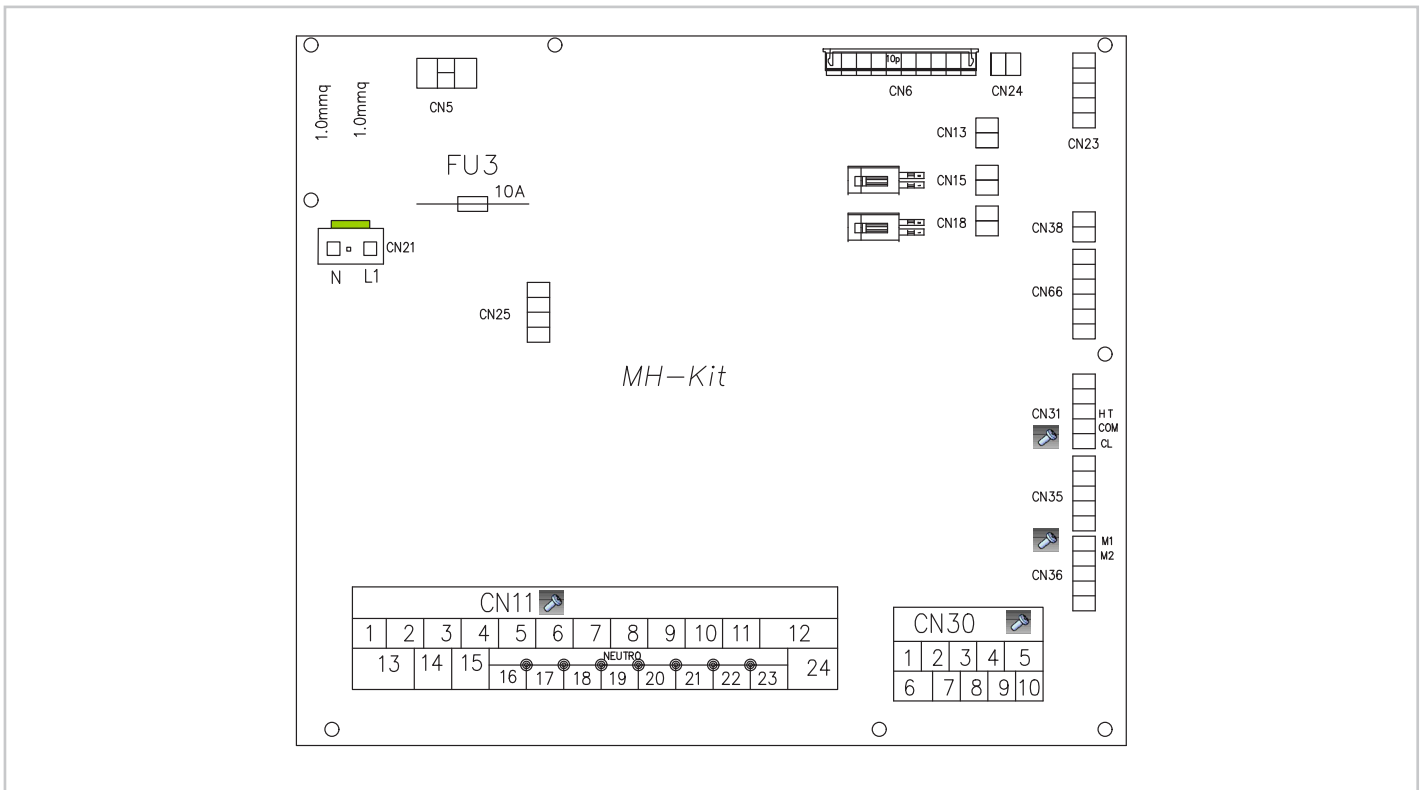 1.0mmq
1.0mmq
CN5
10p
CN6
CN24
CN23
CN13
CN15
CN18
FU3
10A
CN21
N L1
CN25
CN38
CN66
MH-Kit
CN31
HT
COM
CL
CN35
M1
M2
CN36
CN11
1 2 3 4 5 6 7 8 9 10 11 12
13 14 15
NEUTRO
16 17 18 19 20 21 22 23 24
CN30
1 2 3 4 5
6 7 8 9 10